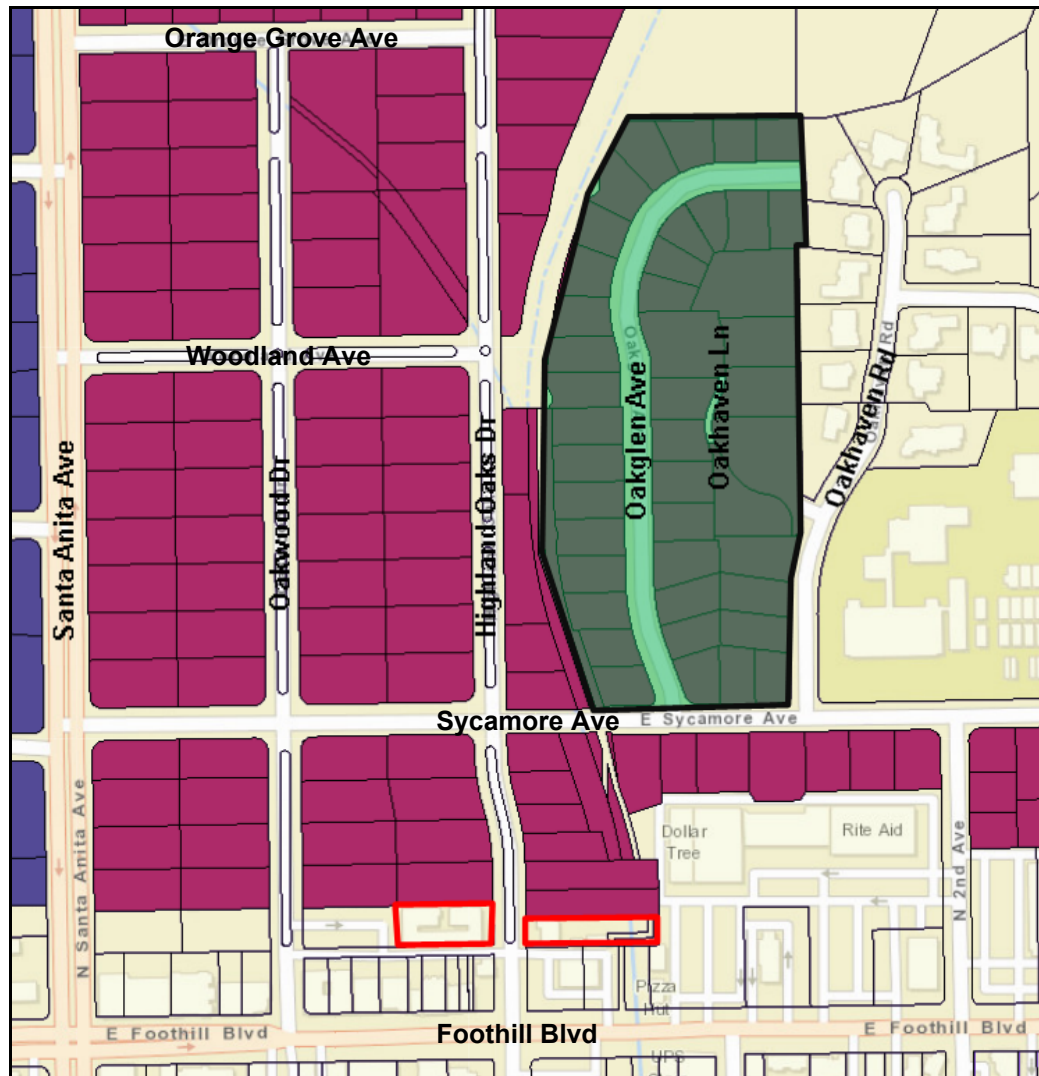 Orange Grove Ave
Woodland Ave
Oakglen Ave
Oakhaven Ln
Oakhaven Rd
Santa Anita Ave
Oakwood Dr
Highland Oaks Dr
Sycamore Ave
E Sycamore Ave
N Santa Anita Ave
Dollar
Tree
Rite Aid
N 2nd Ave
Pizza
Hut
E Foothill Blvd
Foothill Blvd
E Foothill Blvd
UPS